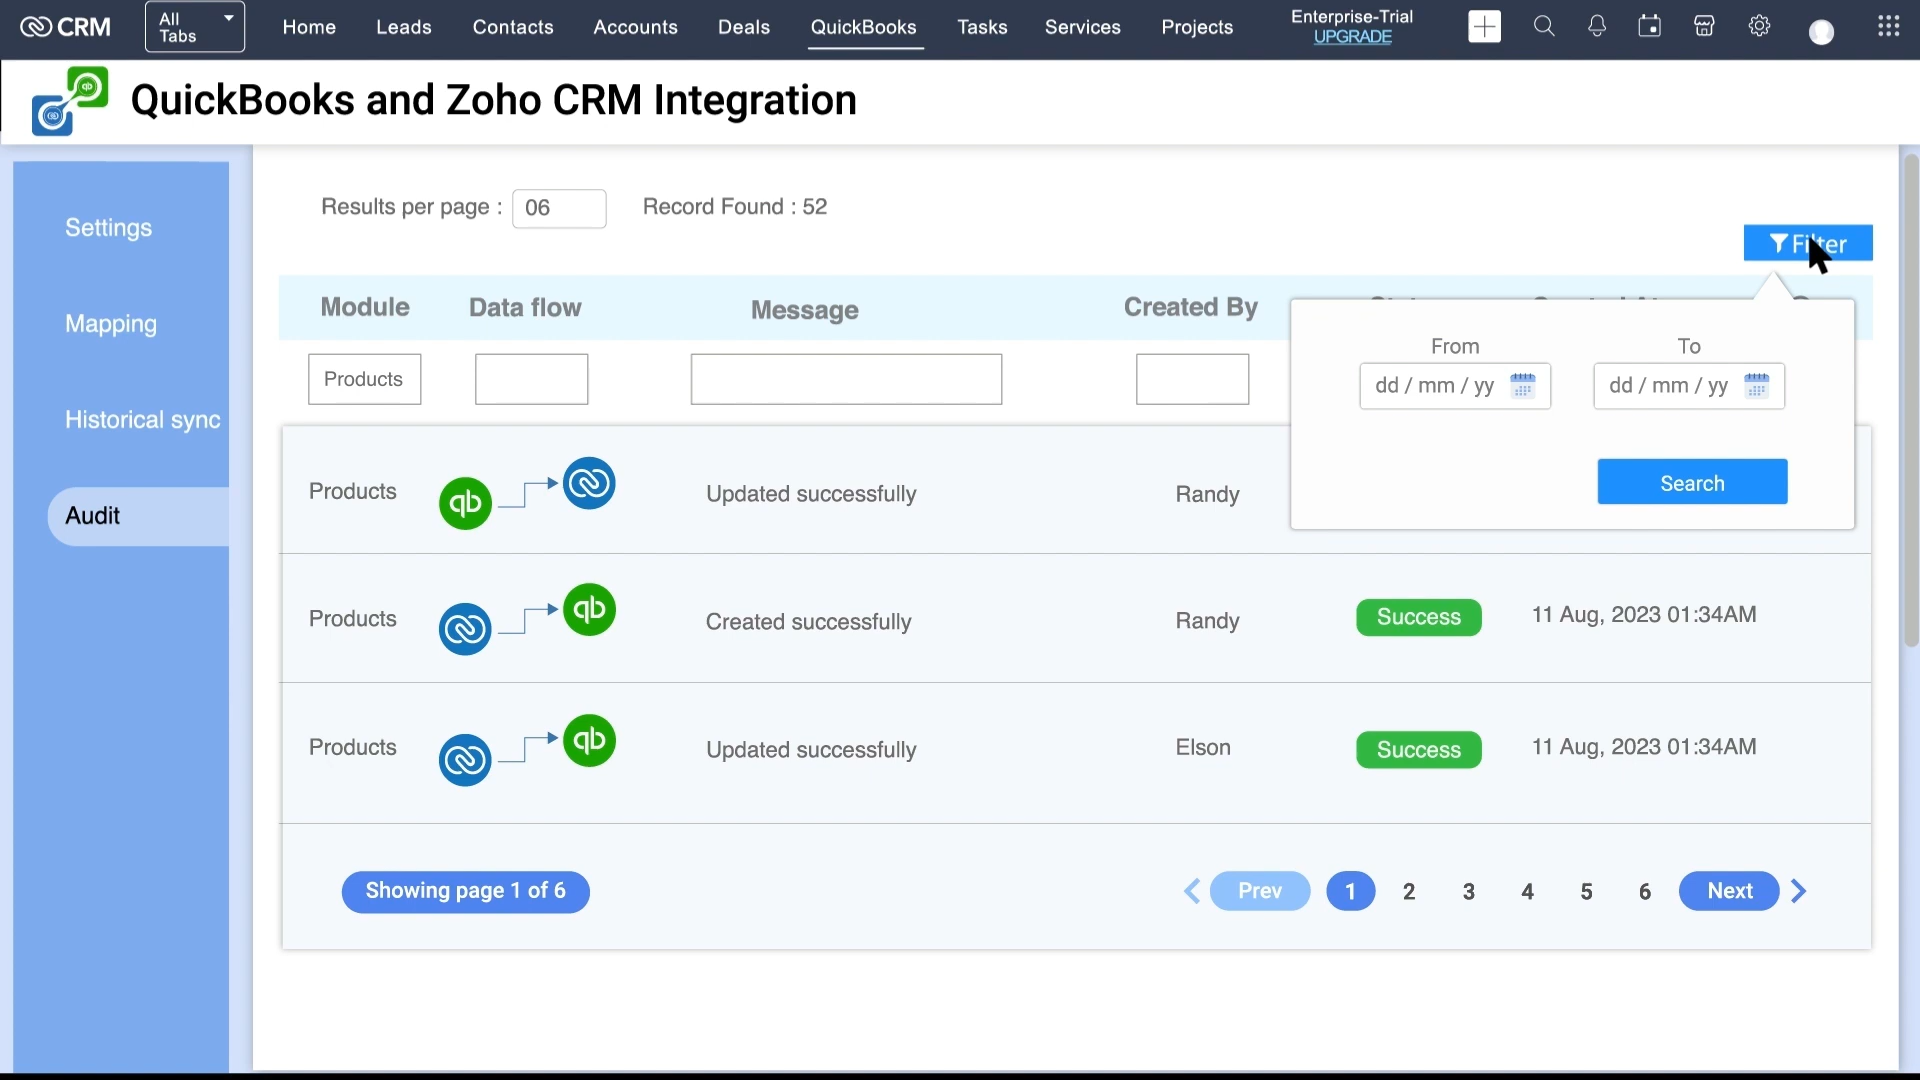 CRM
All Tabs
Home
Leads
Contacts
Accounts
Deals
QuickBooks
Tasks
Services
Projects
Enterprise-Trial
UPGRADE
QuickBooks and Zoho CRM Integration
Settings
Mapping
Historical sync
Audit
Results per page :
06
Record Found : 52
Filter
Module
Data flow
Message
Created By
Products
From
To
dd / mm / yy
dd / mm / yy
Search
Products
qb
Updated successfully
Randy
Products
qb
Created successfully
Randy
Success
11 Aug, 2023 01:34AM
Products
qb
Updated successfully
Elson
Success
11 Aug, 2023 01:34AM
Showing page 1 of 6
Prev
1
2
3
4
5
6
Next